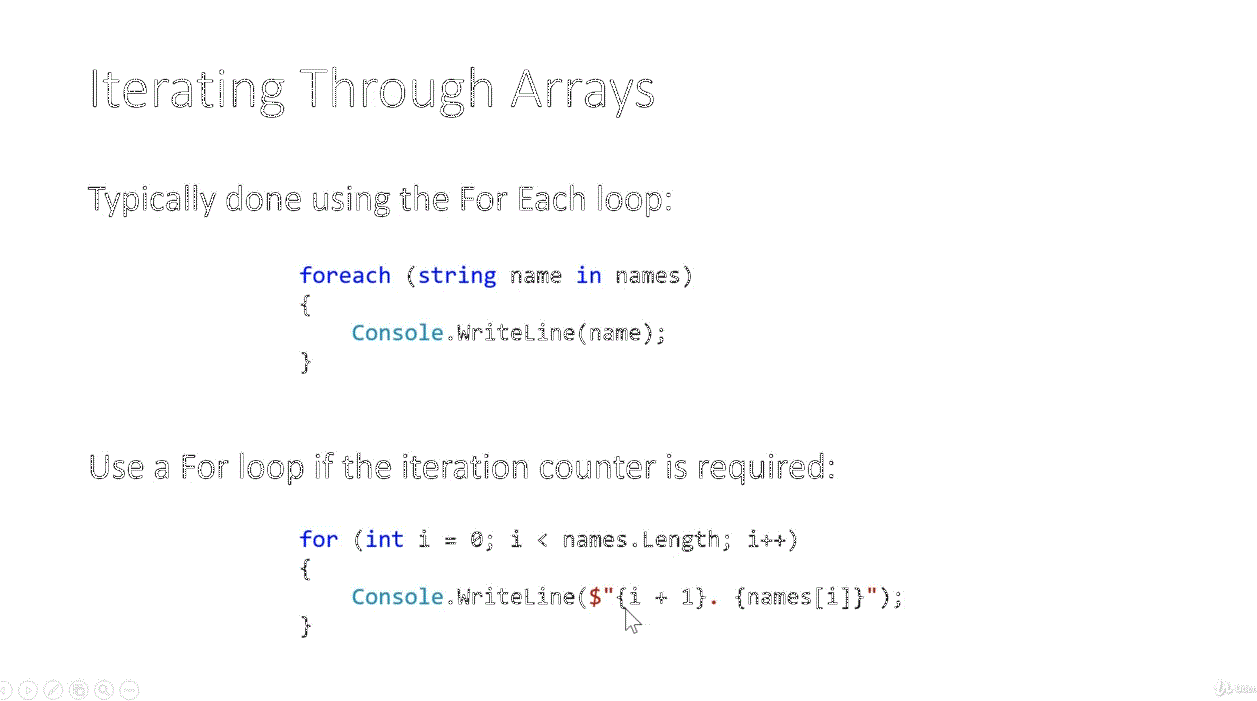 Iterating Through Arrays
Typically done using the For Each loop:
foreach (string name in names)
{
    Console.WriteLine(name);
}
Use a For loop if the iteration counter is required:
for (int i = 0; i < names.Length; i++)
{
    Console.WriteLine($"{i + 1}. {names[i]}");
}